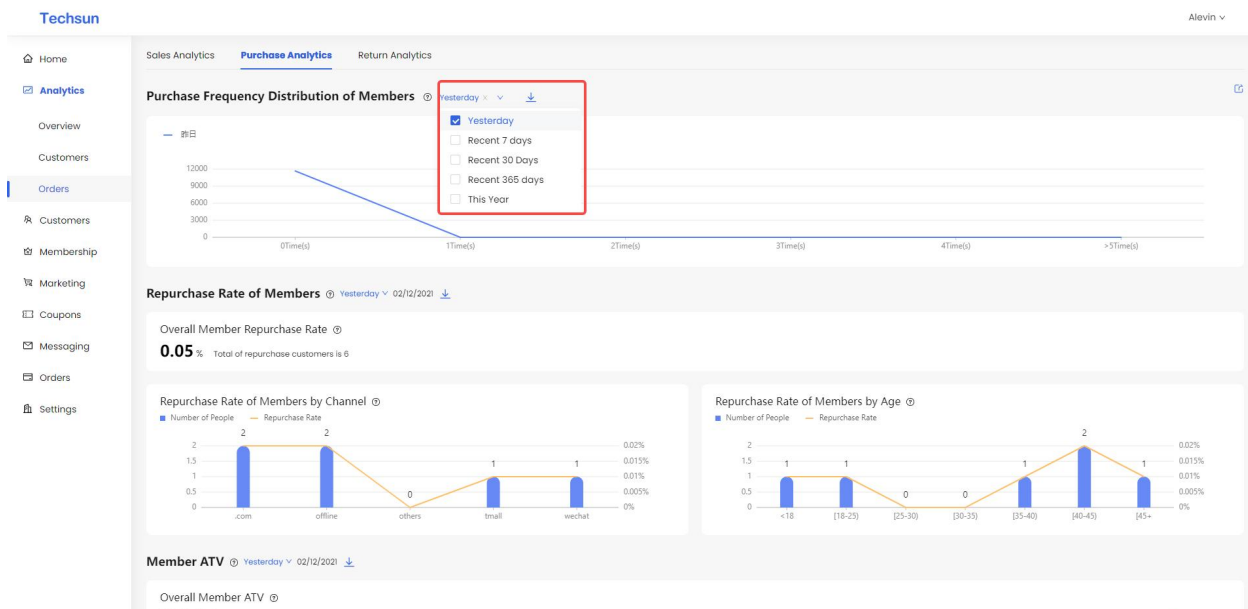 Techsun
Alevin
Home
Analytics
Overview
Customers
Orders
Customers
Membership
Marketing
Coupons
Messaging
Orders
Settings
Sales Analytics Purchase Analytics Return Analytics
Purchase Frequency Distribution of Members Yesterday
Yesterday
Recent 7 days
Recent 30 Days
Recent 365 days
This Year
昨日
12000
9000
6000
3000
0
0Time(s) 1Time(s) 2Time(s) 3Time(s) 4Time(s) >5Time(s)
Repurchase Rate of Members Yesterday 02/12/2021
Overall Member Repurchase Rate
0.05 % Total of repurchase customers is 6
Repurchase Rate of Members by Channel
Number of People Repurchase Rate
2 2
2 0.02%
1.5 0.015%
1 1
1 0.01%
0.5 0.005%
0
0 0%
.com offline others tmall wechat
Repurchase Rate of Members by Age
Number of People Repurchase Rate
2
2 0.02%
1.5 0.015%
1 1 1 1
1 0.01%
0.5 0.005%
0 0
0 0%
<18 [18-25) [25-30) [30-35) [35-40) [40-45) [45+
Member ATV Yesterday 02/12/2021
Overall Member ATV